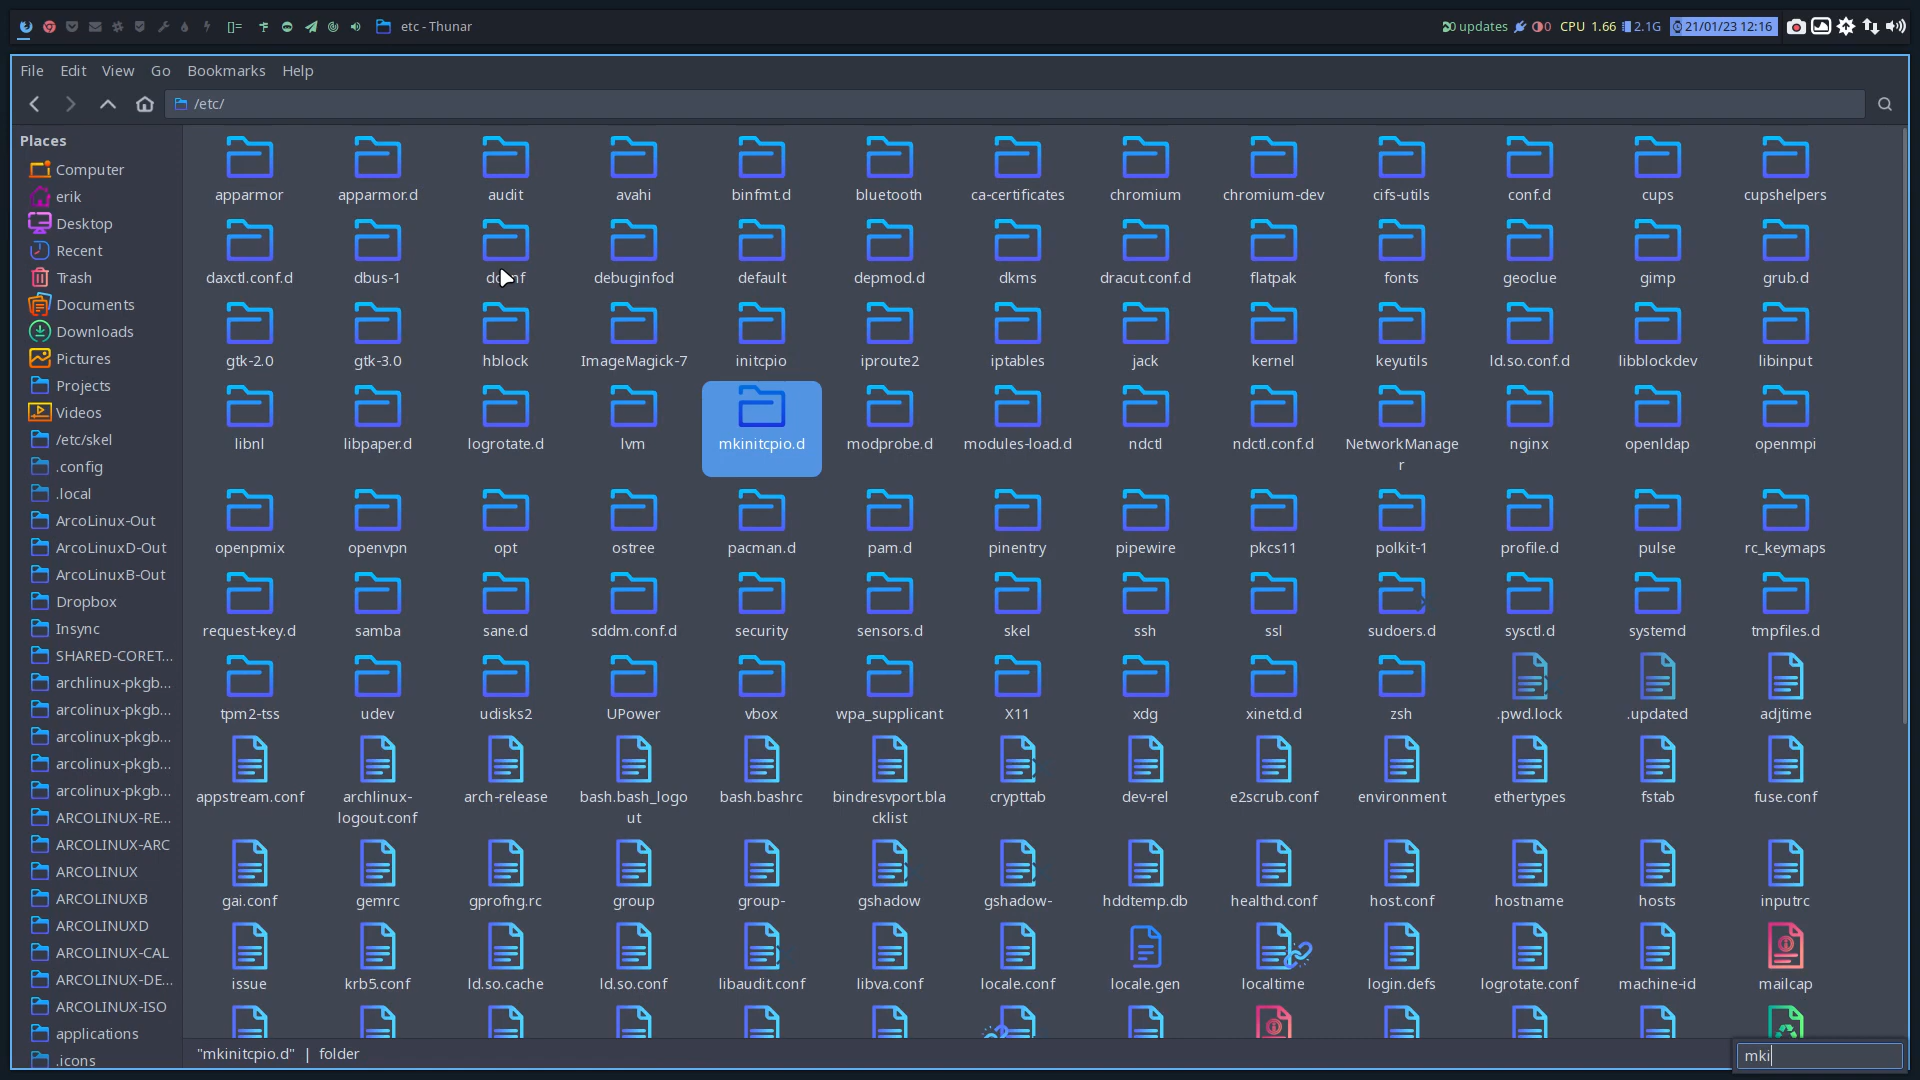 []=
etc - Thunar
0 updates
0
CPU 1.66
2.1G
21/01/23 12:16
File Edit View Go Bookmarks Help
/etc/
Places
Computer
erik
Desktop
Recent
Trash
Documents
Downloads
Pictures
Projects
Videos
/etc/skel
.config
.local
ArcoLinux-Out
ArcoLinuxD-Out
ArcoLinuxB-Out
Dropbox
Insync
SHARED-CORET...
archlinux-pkgb...
arcolinux-pkgb...
arcolinux-pkgb...
arcolinux-pkgb...
arcolinux-pkgb...
ARCOLINUX-RE...
ARCOLINUX-ARC
ARCOLINUX
ARCOLINUXB
ARCOLINUXD
ARCOLINUX-CAL
ARCOLINUX-DE...
ARCOLINUX-ISO
applications
.icons
apparmor apparmor.d audit avahi binfmt.d bluetooth ca-certificates chromium chromium-dev cifs-utils conf.d cups cupshelpers
daxctl.conf.d dbus-1 debuginfod default depmod.d dkms dracut.conf.d flatpak fonts geoclue gimp grub.d
gtk-2.0 gtk-3.0 hblock ImageMagick-7 initcpio iproute2 iptables jack kernel keyutils ld.so.conf.d libblockdev libinput
libnl libpaper.d logrotate.d lvm mkinitcpio.d modprobe.d modules-load.d ndctl ndctl.conf.d NetworkManage nginx openldap openmpi
r
openpmix openvpn opt ostree pacman.d pam.d pinentry pipewire pkcs11 polkit-1 profile.d pulse rc_keymaps
request-key.d samba sane.d sddm.conf.d security sensors.d skel ssh ssl sudoers.d sysctl.d systemd tmpfiles.d
tpm2-tss udev udisks2 UPower vbox wpa_supplicant X11 xdg xinetd.d zsh .pwd.lock .updated adjtime
appstream.conf archlinux- arch-release bash.bash_logo bash.bashrc bindresvport.bla crypttab dev-rel e2scrub.conf environment ethertypes fstab fuse.conf
logout.conf ut cklist
gai.conf gemrc gprofng.rc group group- gshadow gshadow- hddtemp.db healthd.conf host.conf hostname hosts inputrc
issue krb5.conf ld.so.cache ld.so.conf libaudit.conf libva.conf locale.conf locale.gen localtime login.defs logrotate.conf machine-id mailcap
"mkinitcpio.d" | folder
mki